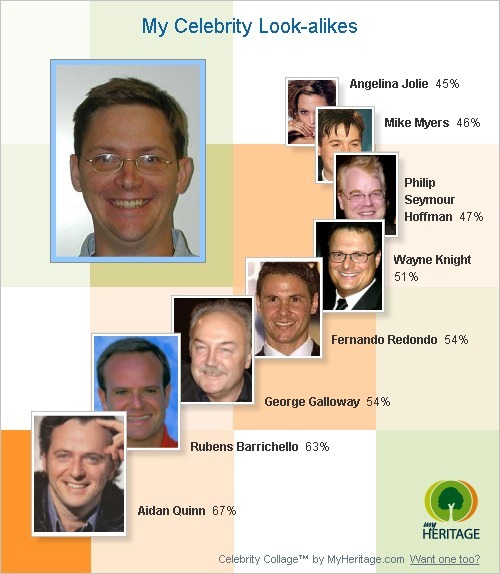 My Celebrity Look-alikes
Angelina Jolie 45%
Mike Myers 46%
Philip
Seymour
Hoffman 47%
Wayne Knight
51%
Fernando Redondo 54%
George Galloway 54%
Rubens Barrichello 63%
Aidan Quinn 67%
my
HERITAGE
Celebrity Collage™ by MyHeritage.com Want one too?